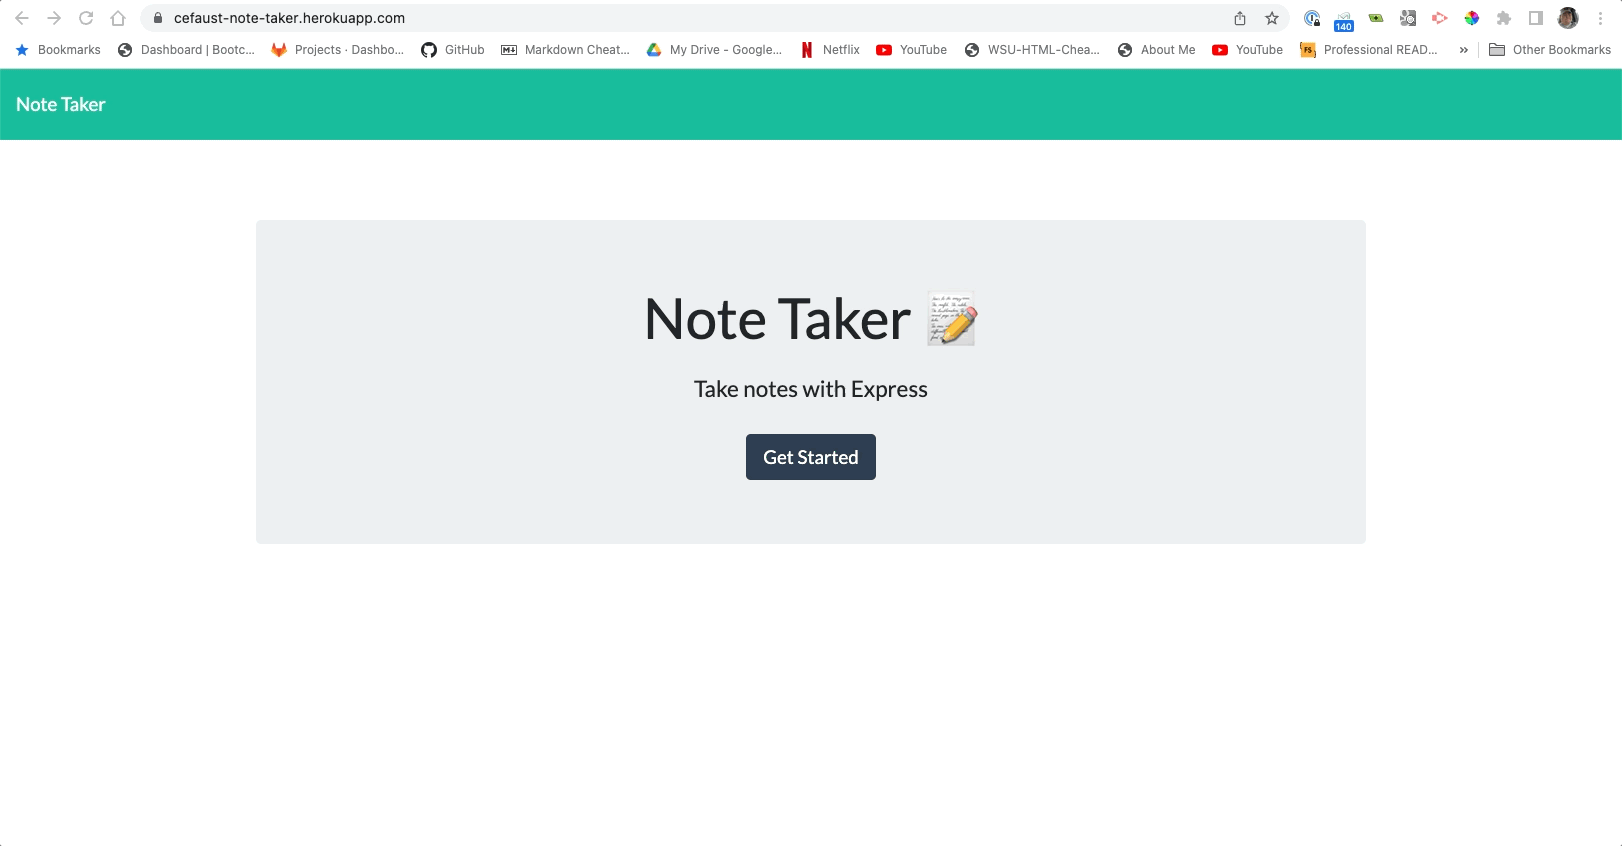 cefaust-note-taker.herokuapp.com
140
Bookmarks Dashboard | Bootc... Projects · Dashbo... GitHub Markdown Cheat... My Drive - Google... Netflix YouTube WSU-HTML-Chea... About Me YouTube Professional READ... » Other Bookmarks
Note Taker
Note Taker
Take notes with Express
Get Started